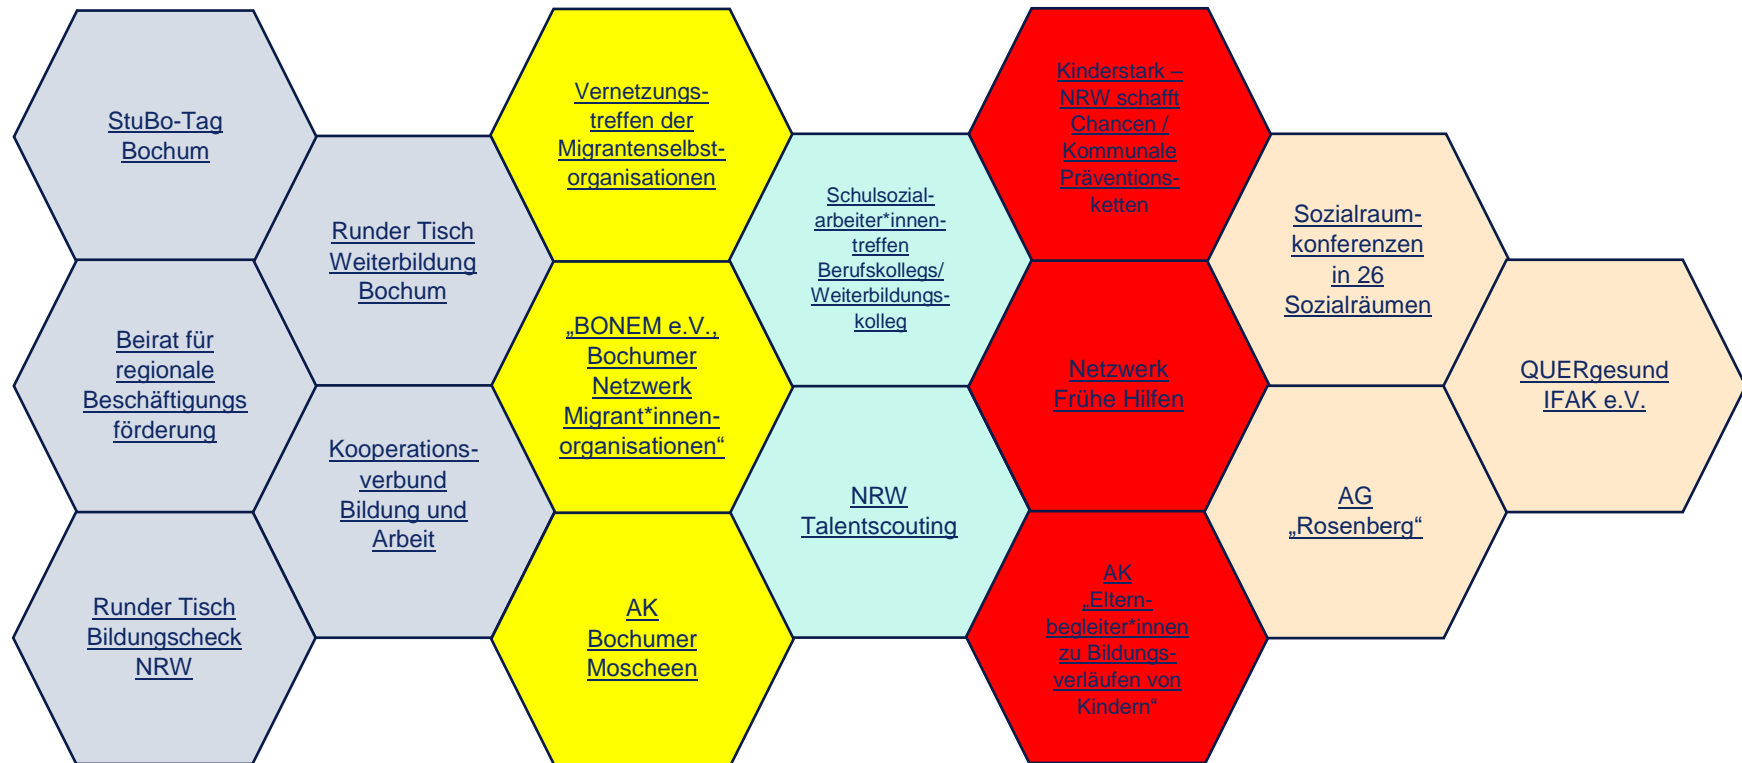 StuBo-Tag
Bochum
Beirat für
regionale
Beschäftigungs
förderung
Runder Tisch
Bildungscheck
NRW
Runder Tisch
Weiterbildung
Bochum
Kooperations-
verbund
Bildung und
Arbeit
Vernetzungs-
treffen der
Migrantenselbst-
organisationen
„BONEM e.V.,
Bochumer
Netzwerk
Migrant*innen-
organisationen“
AK
Bochumer
Moscheen
Schulsozial-
arbeiter*innen-
treffen
Berufskollegs/
Weiterbildungs-
kolleg
NRW
Talentscouting
Kinderstark –
NRW schafft
Chancen /
Kommunale
Präventions-
ketten
Netzwerk
Frühe Hilfen
AK
„Eltern-
begleiter*innen
zu Bildungs-
verläufen von
Kindern“
Sozialraum-
konferenzen
in 26
Sozialräumen
AG
„Rosenberg“
QUERgesund
IFAK e.V.